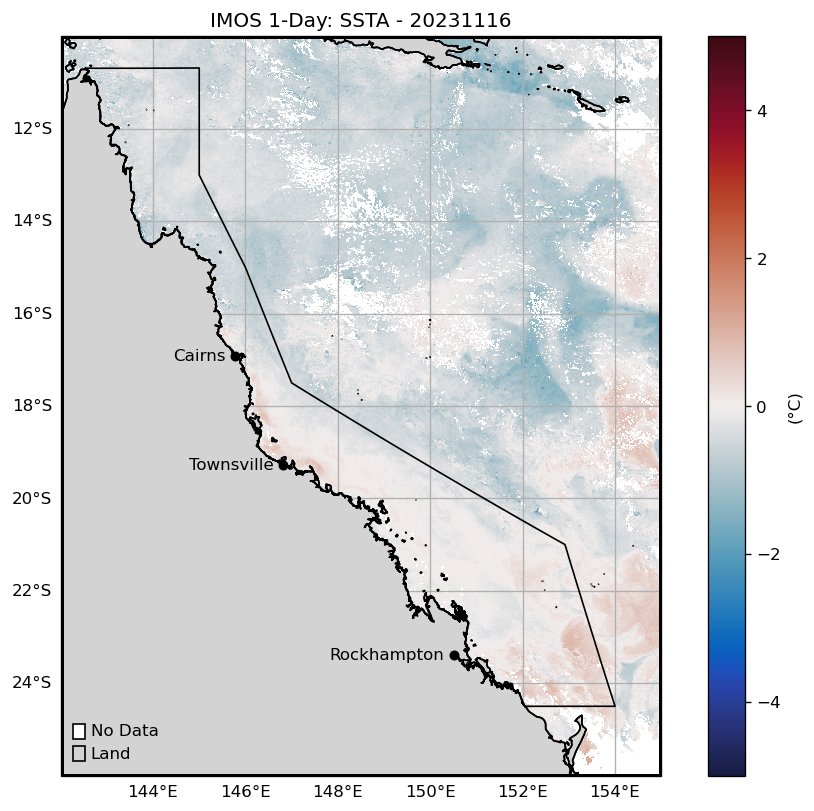 IMOS 1-Day: SSTA - 20231116
12°S
14°S
16°S
18°S
20°S
22°S
24°S
Cairns
Townsville
Rockhampton
No Data
Land
144°E 146°E 148°E 150°E 152°E 154°E
4
2
0
−2
−4
(°C)